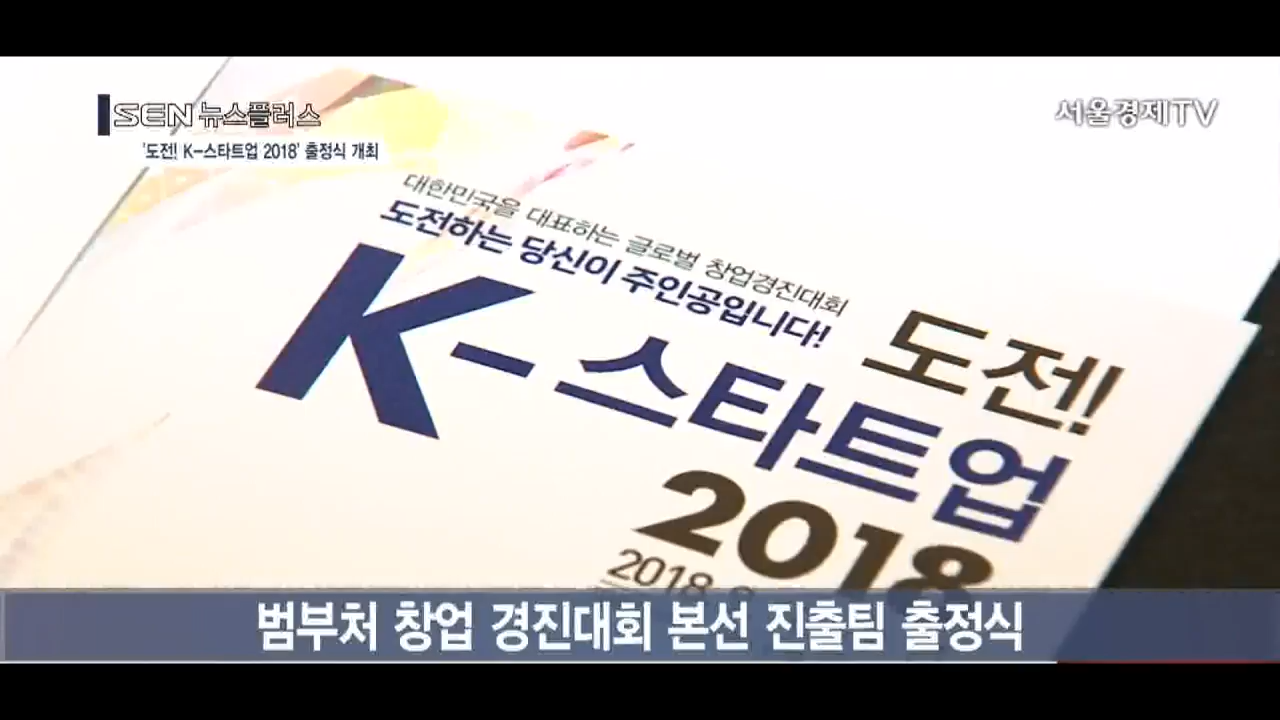 SEN 뉴스플러스
서울경제TV
'도전! K-스타트업 2018' 출정식 개최
대한민국을 대표하는 글로벌 창업경진대회
도전하는 당신이 주인공입니다!
도전!
K-스타트업
2018
2018.
범부처 창업 경진대회 본선 진출팀 출정식